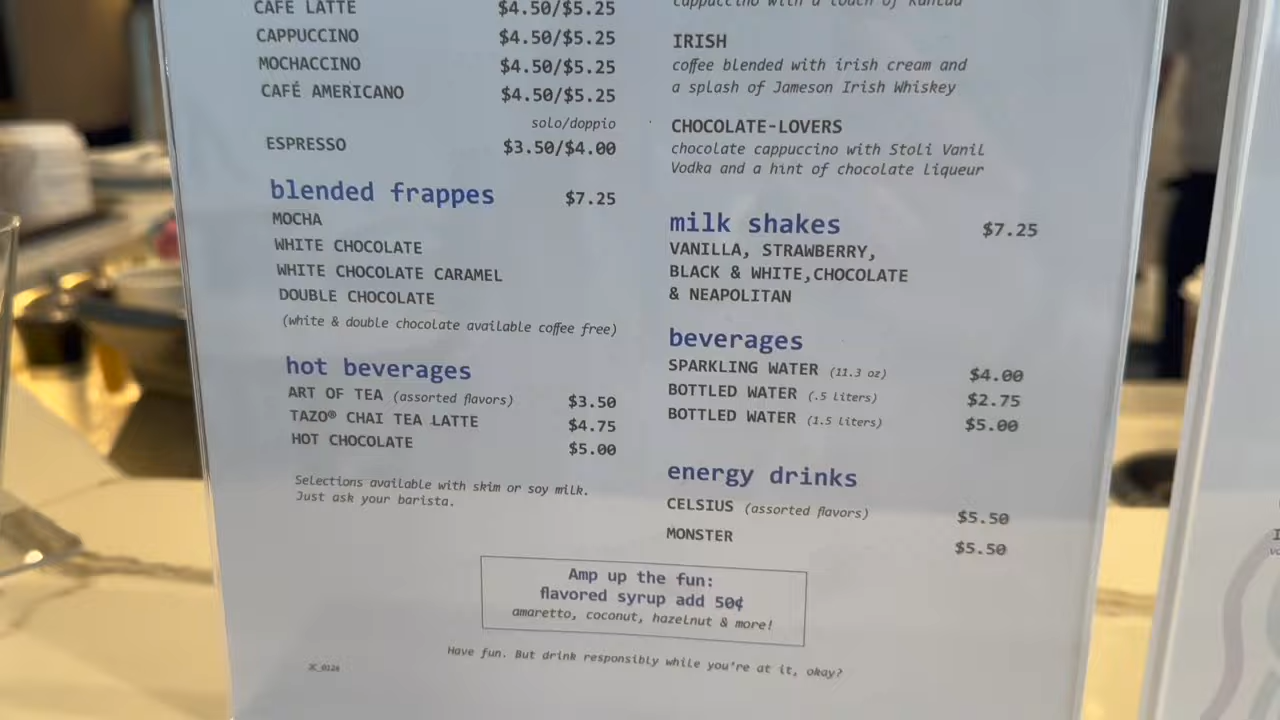 CAFÉ LATTE $4.50/$5.25
CAPPUCCINO $4.50/$5.25
MOCHACCINO $4.50/$5.25
CAFÉ AMERICANO $4.50/$5.25
solo/doppio
ESPRESSO $3.50/$4.00
blended frappes $7.25
MOCHA
WHITE CHOCOLATE
WHITE CHOCOLATE CARAMEL
DOUBLE CHOCOLATE
(white & double chocolate available coffee free)
hot beverages
ART OF TEA (assorted flavors) $3.50
TAZO® CHAI TEA LATTE $4.75
HOT CHOCOLATE $5.00
Selections available with skim or soy milk.
Just ask your barista.
cappuccino with a touch of Kahlua
IRISH
coffee blended with irish cream and
a splash of Jameson Irish Whiskey
CHOCOLATE-LOVERS
chocolate cappuccino with Stoli Vanil
Vodka and a hint of chocolate liqueur
milk shakes $7.25
VANILLA, STRAWBERRY,
BLACK & WHITE,CHOCOLATE
& NEAPOLITAN
beverages
SPARKLING WATER (11.3 oz) $4.00
BOTTLED WATER (.5 liters) $2.75
BOTTLED WATER (1.5 liters) $5.00
energy drinks
CELSIUS (assorted flavors) $5.50
MONSTER $5.50
Amp up the fun:
flavored syrup add 50¢
amaretto, coconut, hazelnut & more!
Have fun. But drink responsibly while you're at it, okay?